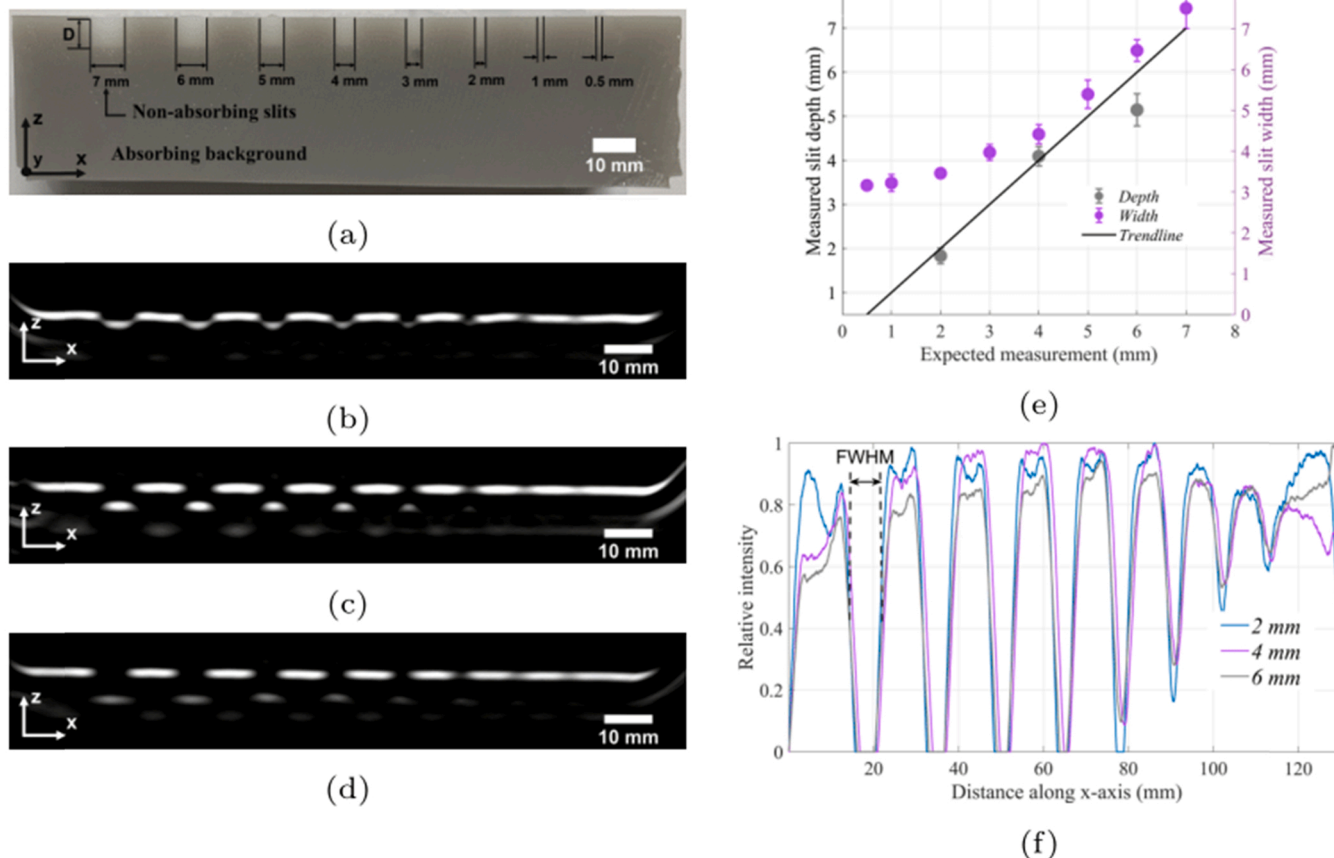 D
7 mm
6 mm
5 mm
4 mm
3 mm
2 mm
1 mm
0.5 mm
Non-absorbing slits
z
y
x
Absorbing background
10 mm
(a)
z
x
10 mm
(b)
z
x
10 mm
(c)
z
x
10 mm
(d)
Measured slit depth (mm)
7
6
5
4
3
2
1
7
6
5
4
3
2
1
0
Measured slit width (mm)
Depth
Width
Trendline
0 1 2 3 4 5 6 7 8
Expected measurement (mm)
(e)
Relative intensity
1
0.8
0.6
0.4
0.2
0
FWHM
2 mm
4 mm
6 mm
20 40 60 80 100 120
Distance along x-axis (mm)
(f)